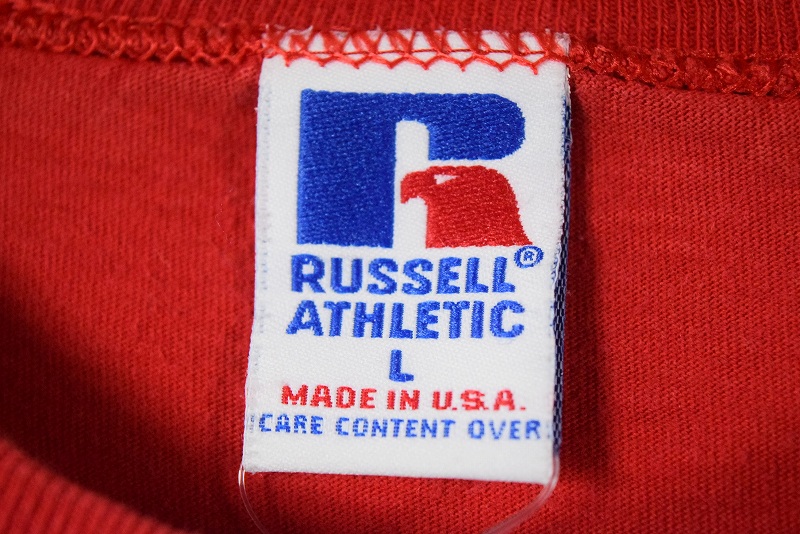 RUSSELL®
ATHLETIC
L
MADE IN U.S.A.
CARE CONTENT OVER